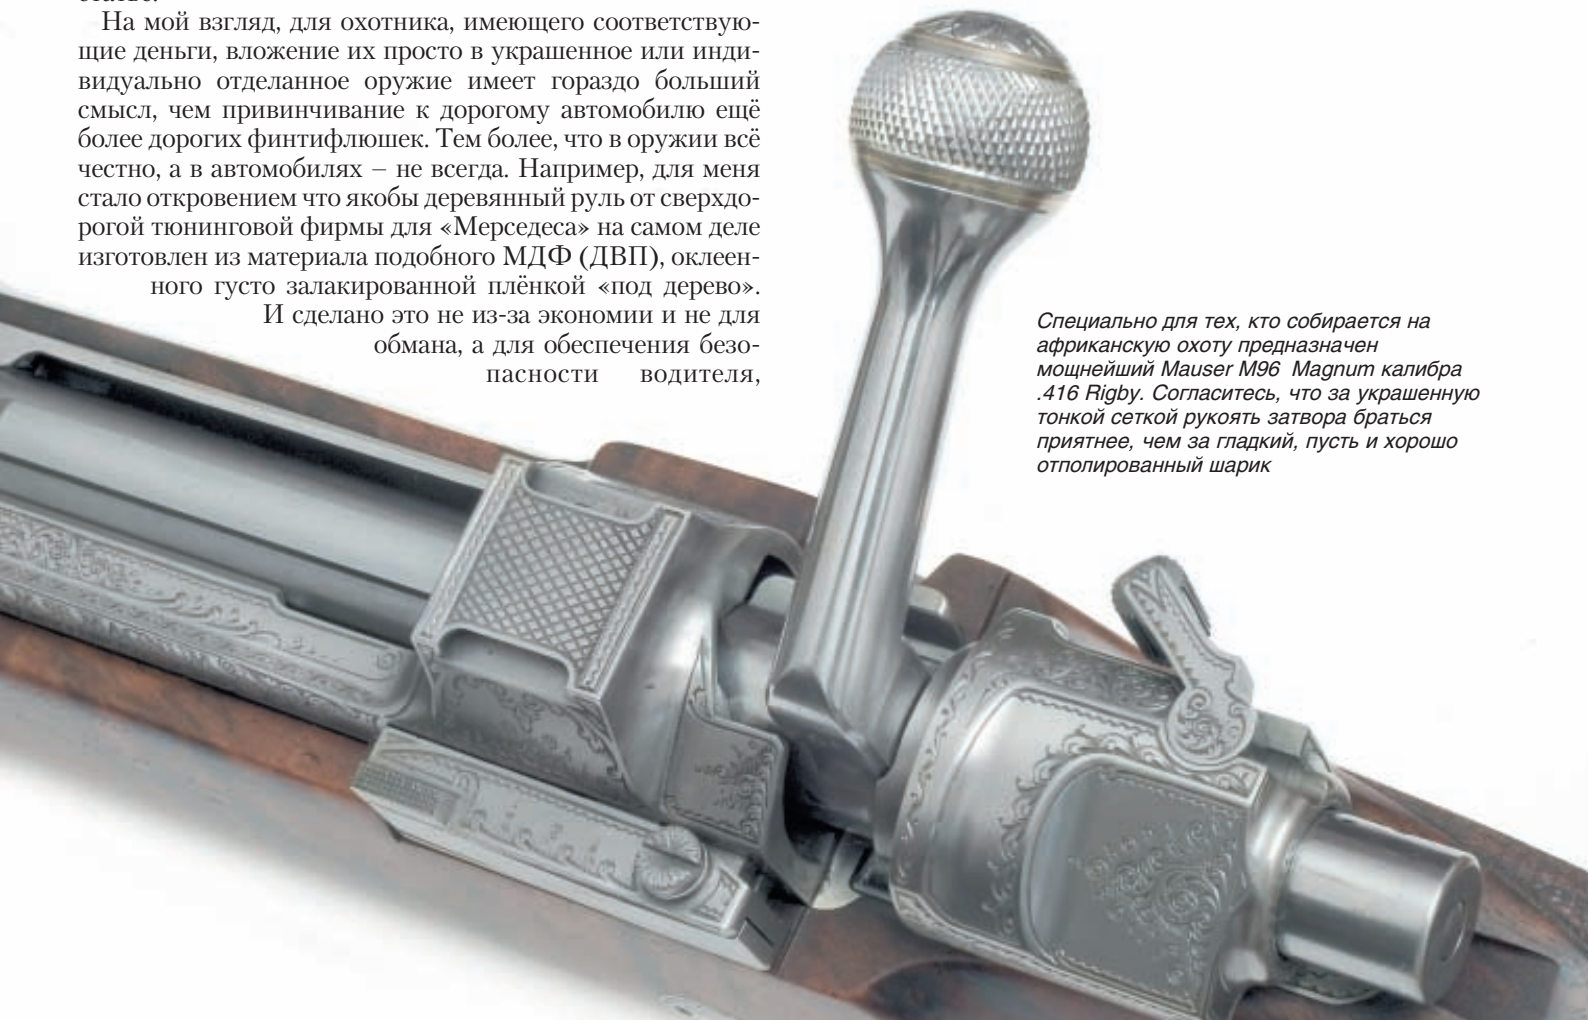 На мой взгляд, для охотника, имеющего соответствую-
щие деньги, вложение их просто в украшенное или инди-
видуально отделанное оружие имеет гораздо больший
смысл, чем привинчивание к дорогому автомобилю ещё
более дорогих финтифлюшек. Тем более, что в оружии всё
честно, а в автомобилях – не всегда. Например, для меня
стало откровением что якобы деревянный руль от сверхдо-
рогой тюнинговой фирмы для «Мерседеса» на самом деле
изготовлен из материала подобного МДФ (ДВП), оклеен-
ного густо залакированной плёнкой «под дерево».
И сделано это не из-за экономии и не для
обмана, а для обеспечения безо-
пасности водителя,
Специально для тех, кто собирается на
африканскую охоту предназначен
мощнейший Mauser M96 Magnum калибра
.416 Rigby. Согласитесь, что за украшенную
тонкой сеткой рукоять затвора браться
приятнее, чем за гладкий, пусть и хорошо
отполированный шарик